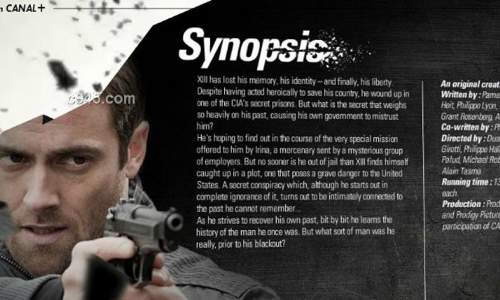 CANAL+
Synopsis
XIII has lost his memory, his identity – and finally, his liberty.
Despite having acted heroically to save his country, he wound up in
one of the CIA's secret prisons. But what is the secret that weighs
so heavily on his past, causing his own government to mistrust
him?
He's hoping to find out in the course of the very special mission
offered to him by Irina, a mercenary sent by a mysterious group
of employers. But no sooner is he out of jail than XIII finds himself
caught up in a plot, one that poses a grave danger to the United
States. A secret conspiracy which, although he starts out in
complete ignorance of it, turns out to be intimately connected to
the past he cannot remember...
As he strives to recover his own past, bit by bit he learns the
history of the man he once was. But what sort of man was he
really, prior to his blackout?
An original creat
Written by : Pame
Heit, Philippe Lyon,
Grant Rosenberg, A
Co-written by : Ph
Directed by : Dua
Girotti, Philippe Ha
Pafud, Michael Rob
Alain Tasma
Running time : 13
each
Production : Prod
and Prodigy Pictur
participation of CA